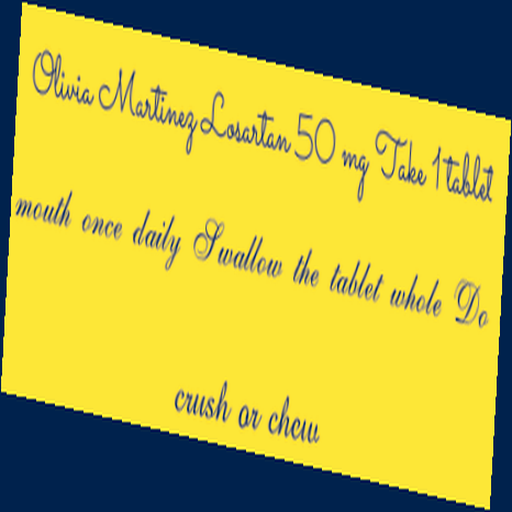 Olivia Martinez Losartan 50 mg Take 1 tablet
mouth once daily Swallow the tablet whole Do
crush or chew